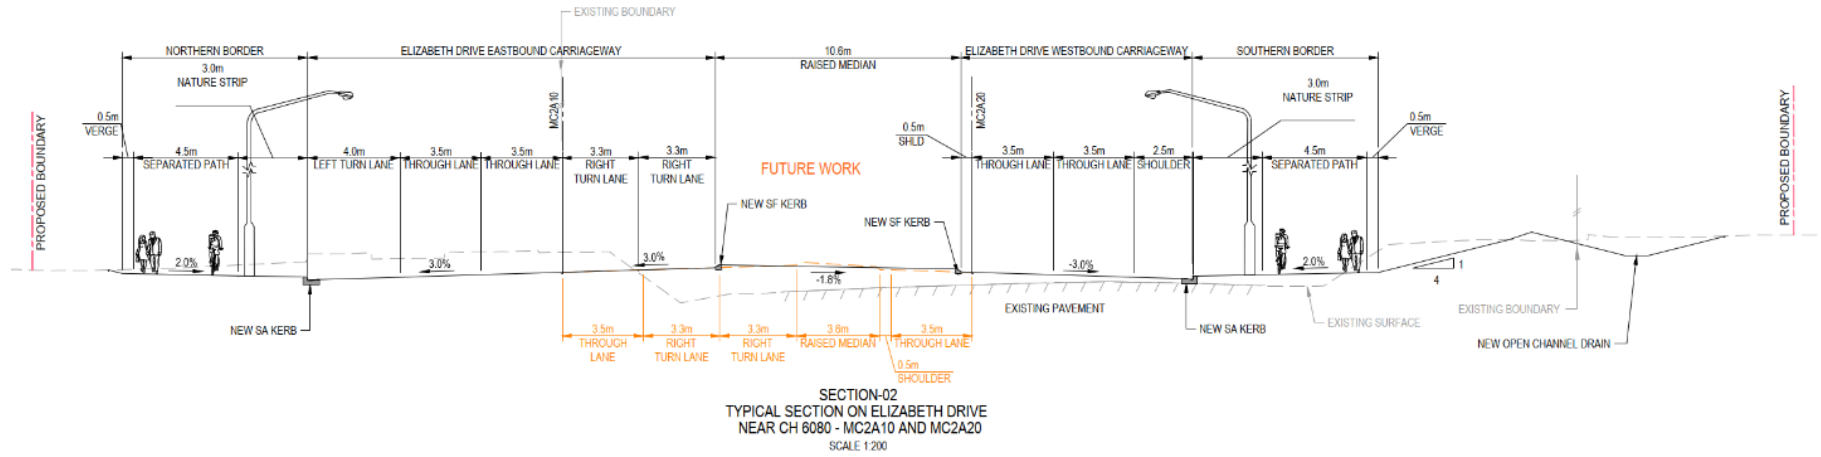 EXISTING BOUNDARY
NORTHERN BORDER
ELIZABETH DRIVE EASTBOUND CARRIAGEWAY
10.6m
RAISED MEDIAN
ELIZABETH DRIVE WESTBOUND CARRIAGEWAY
SOUTHERN BORDER
3.0m
NATURE STRIP
3.0m
NATURE STRIP
PROPOSED BOUNDARY
0.5m
VERGE
4.5m
SEPARATED PATH
4.0m
LEFT TURN LANE
3.5m
THROUGH LANE
3.5m
THROUGH LANE
MC2A10
3.3m
RIGHT
TURN LANE
3.3m
RIGHT
TURN LANE
FUTURE WORK
0.5m
SHLD
MC2A20
3.5m
THROUGH LANE
3.5m
THROUGH LANE
2.5m
SHOULDER
4.5m
SEPARATED PATH
0.5m
VERGE
PROPOSED BOUNDARY
NEW SF KERB
NEW SF KERB
2.0%
3.0%
3.0%
-1.8%
-3.0%
2.0%
1
4
EXISTING PAVEMENT
EXISTING BOUNDARY
EXISTING SURFACE
NEW SA KERB
NEW SA KERB
NEW OPEN CHANNEL DRAIN
3.5m
THROUGH
LANE
3.3m
RIGHT
TURN LANE
3.3m
RIGHT
TURN LANE
3.6m
RAISED MEDIAN
3.5m
THROUGH LANE
0.5m
SHOULDER
SECTION-02
TYPICAL SECTION ON ELIZABETH DRIVE
NEAR CH 6080 - MC2A10 AND MC2A20
SCALE 1:200